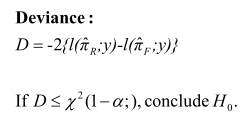 Deviance :
D = -2{l(π̂_R;y)-l(π̂_F;y)}
If D ≤ χ²(1-α;), conclude H₀.